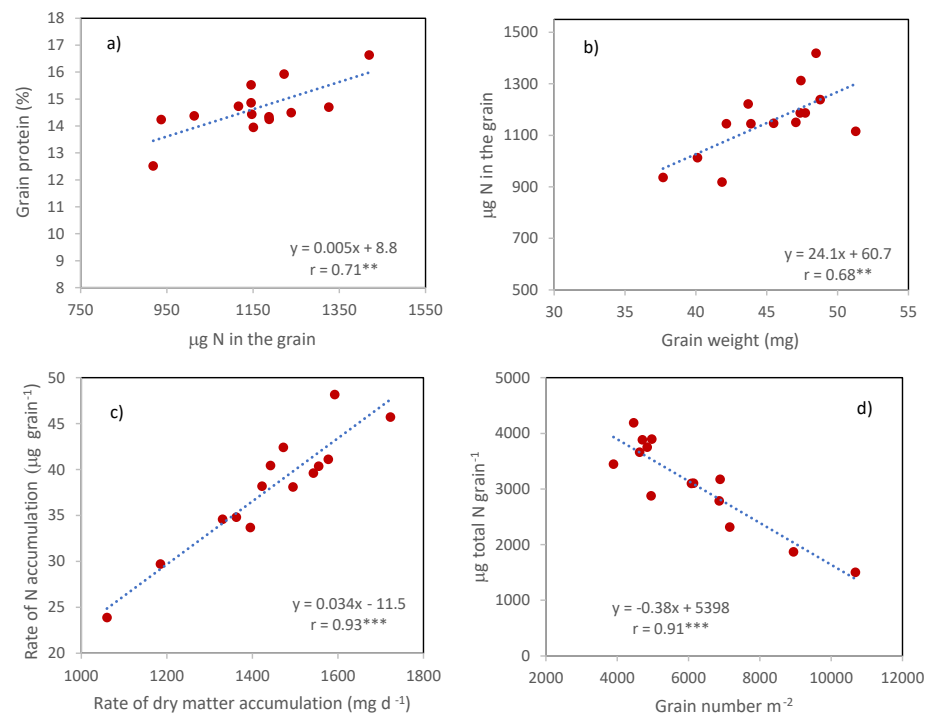 a)
Grain protein (%)
18
17
16
15
14
13
12
11
10
9
8
y = 0.005x + 8.8
r = 0.71**
750 950 1150 1350 1550
µg N in the grain
b)
µg N in the grain
1500
1300
1100
900
700
500
y = 24.1x + 60.7
r = 0.68**
30 35 40 45 50 55
Grain weight (mg)
c)
Rate of N accumulation (µg grain⁻¹)
50
45
40
35
30
25
20
y = 0.034x - 11.5
r = 0.93***
1000 1200 1400 1600 1800
Rate of dry matter accumulation (mg d⁻¹)
d)
µg total N grain⁻¹
5000
4000
3000
2000
1000
0
y = -0.38x + 5398
r = 0.91***
2000 4000 6000 8000 10000 12000
Grain number m⁻²